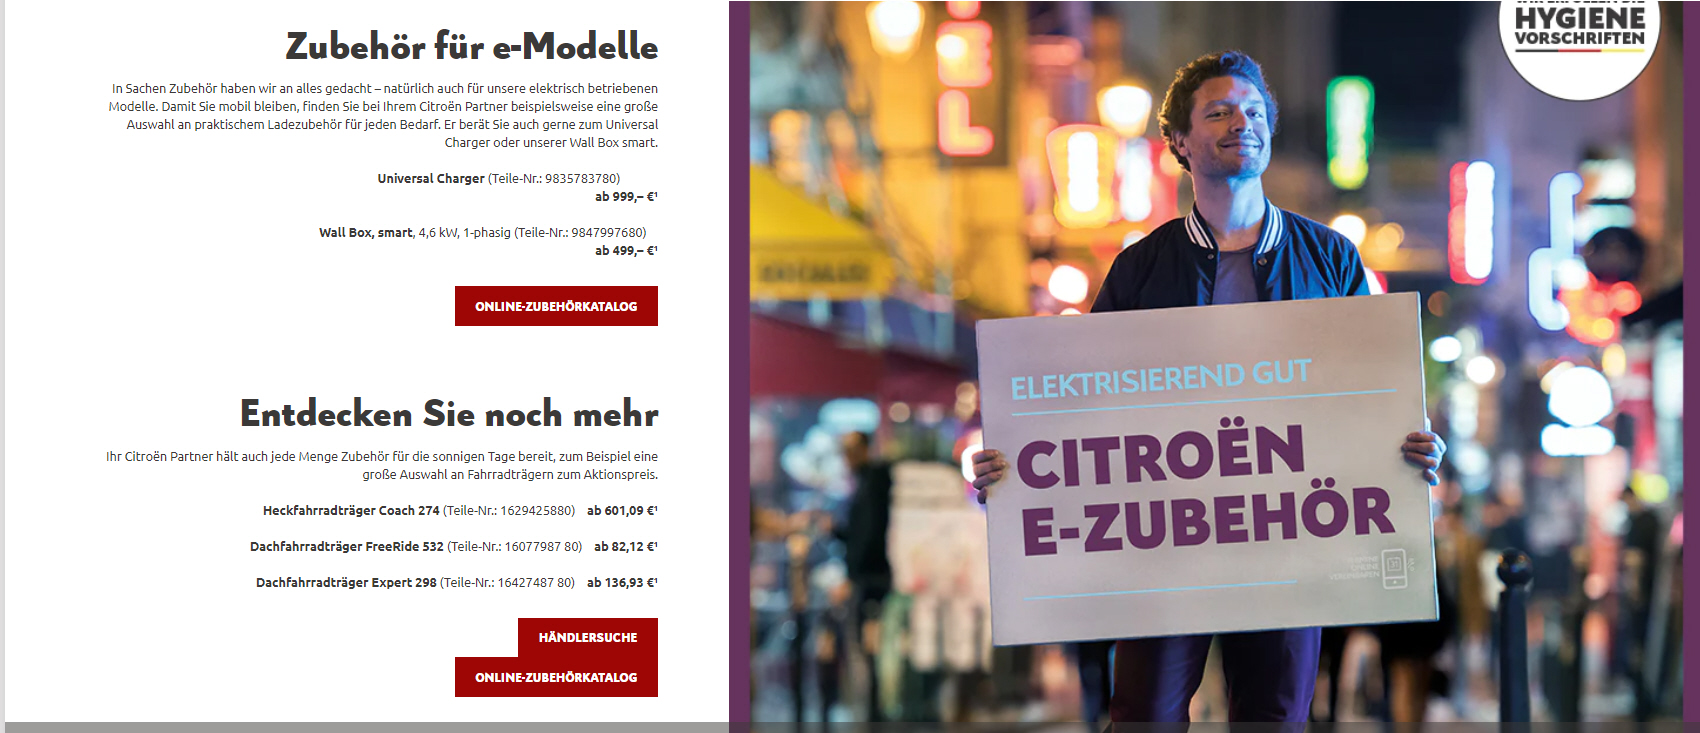 Zubehör für e-Modelle
In Sachen Zubehör haben wir an alles gedacht – natürlich auch für unsere elektrisch betriebenen
Modelle. Damit Sie mobil bleiben, finden Sie bei Ihrem Citroën Partner beispielsweise eine große
Auswahl an praktischem Ladezubehör für jeden Bedarf. Er berät Sie auch gerne zum Universal
Charger oder unserer Wall Box smart.
Universal Charger (Teile-Nr.: 9835783780)
ab 999,– €¹
Wall Box, smart, 4,6 kW, 1-phasig (Teile-Nr.: 9847997680)
ab 499,– €¹
ONLINE-ZUBEHÖRKATALOG
Entdecken Sie noch mehr
Ihr Citroën Partner hält auch jede Menge Zubehör für die sonnigen Tage bereit, zum Beispiel eine
große Auswahl an Fahrradträgern zum Aktionspreis.
Heckfahrradträger Coach 274 (Teile-Nr.: 1629425880) ab 601,09 €¹
Dachfahrradträger FreeRide 532 (Teile-Nr.: 16077987 80) ab 82,12 €¹
Dachfahrradträger Expert 298 (Teile-Nr.: 16427487 80) ab 136,93 €¹
HÄNDLERSUCHE
ONLINE-ZUBEHÖRKATALOG
HYGIENE
VORSCHRIFTEN
ELEKTRISIEREND GUT
CITROËN
E-ZUBEHÖR